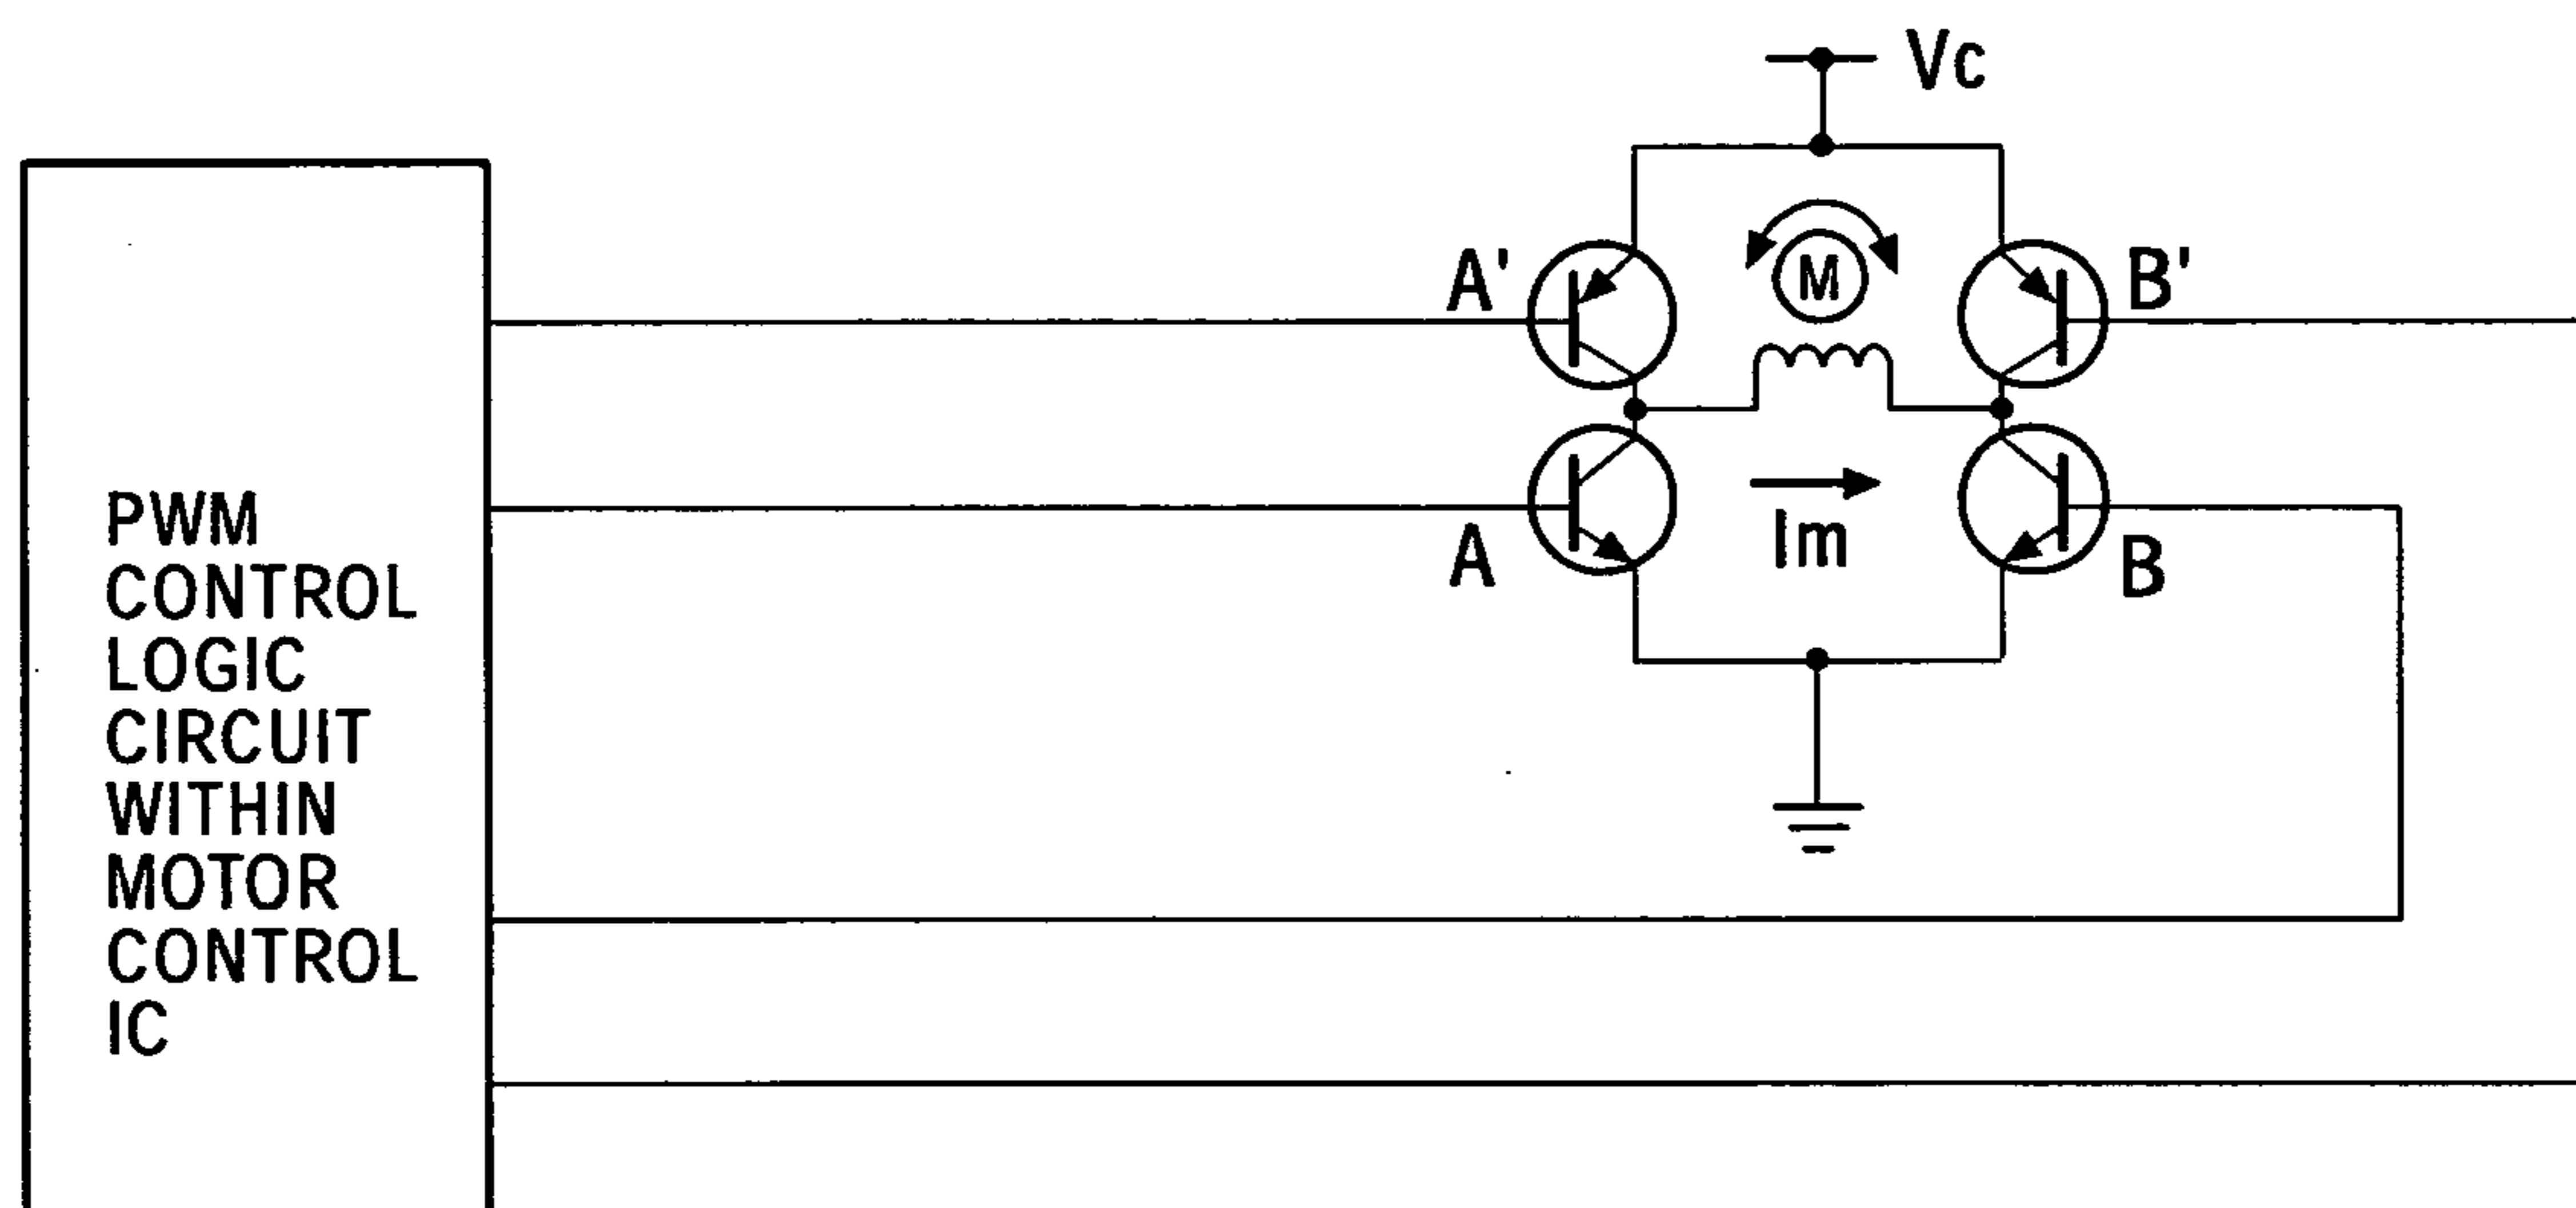 Vc
A'
M
B'
PWM
CONTROL
LOGIC
CIRCUIT
WITHIN
MOTOR
CONTROL
IC
A
Im
B